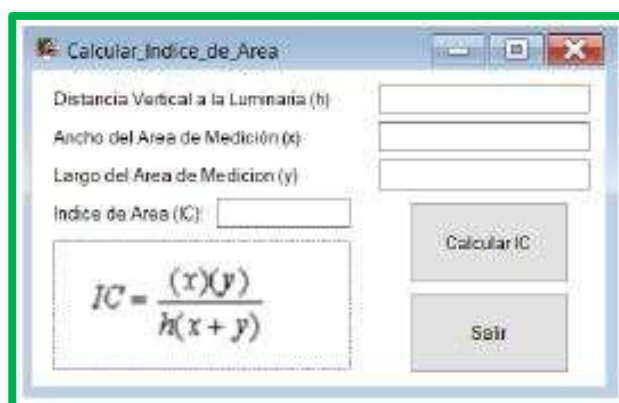 Calcular_Indice_de_Area
Distancia Vertical a la Luminaria (h)
Ancho del Area de Medición (x)
Largo del Area de Medicion (y)
Indice de Area (IC):
Calcular IC
IC = (x)(y) / h(x + y)
Salir